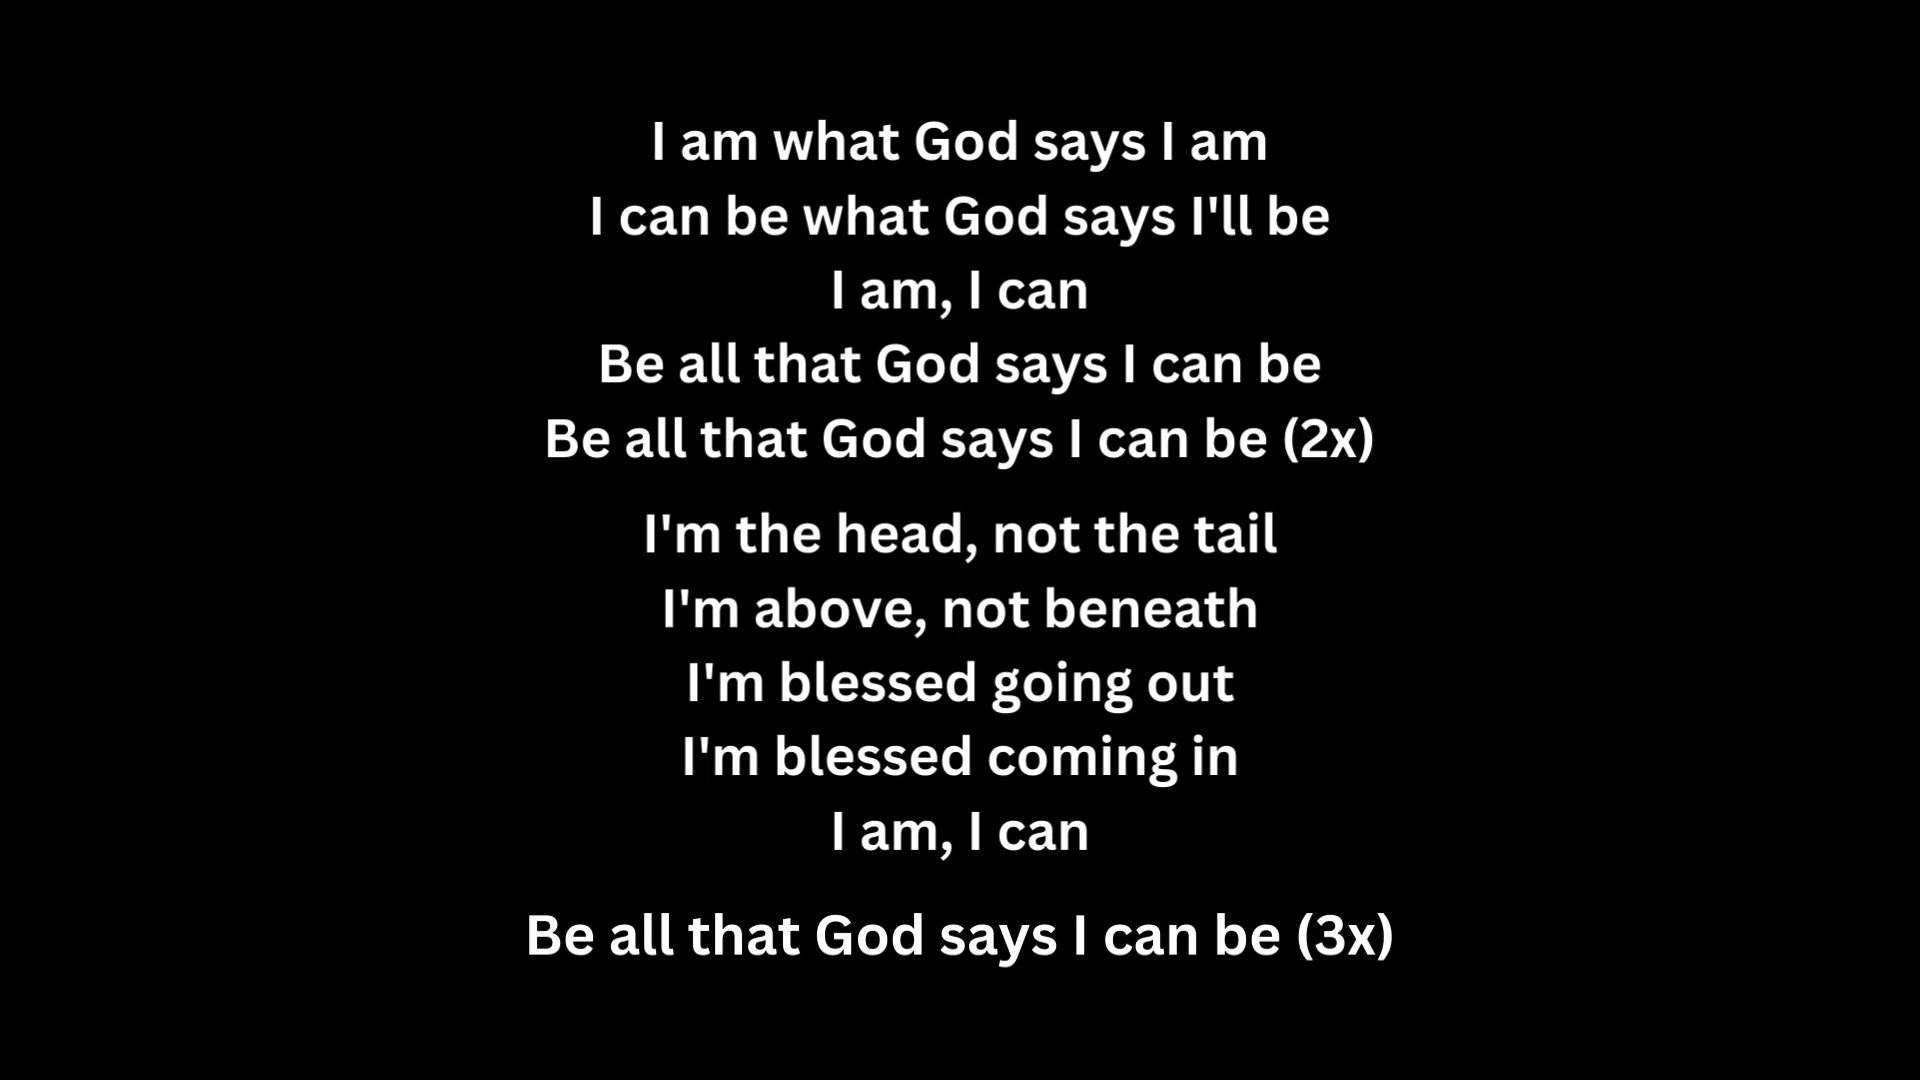 I am what God says I am
I can be what God says I'll be
I am, I can
Be all that God says I can be
Be all that God says I can be (2x)
I'm the head, not the tail
I'm above, not beneath
I'm blessed going out
I'm blessed coming in
I am, I can
Be all that God says I can be (3x)